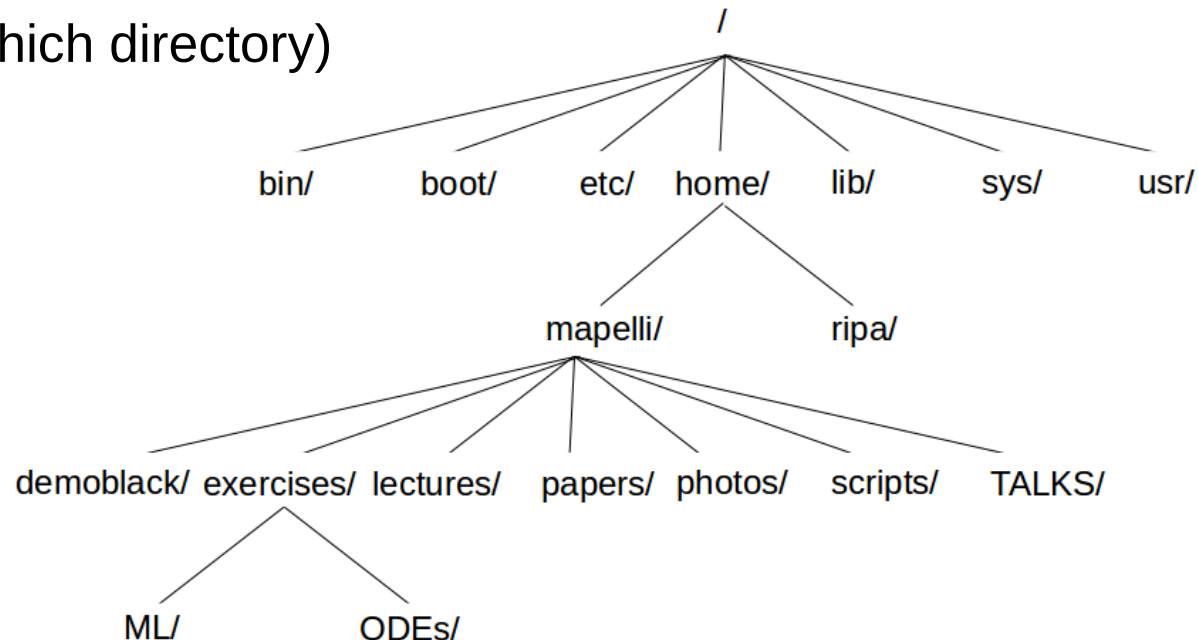 /
hich directory)
bin/ boot/ etc/ home/ lib/ sys/ usr/
mapelli/ ripa/
demoblack/ exercises/ lectures/ papers/ photos/ scripts/ TALKS/
ML/ ODEs/